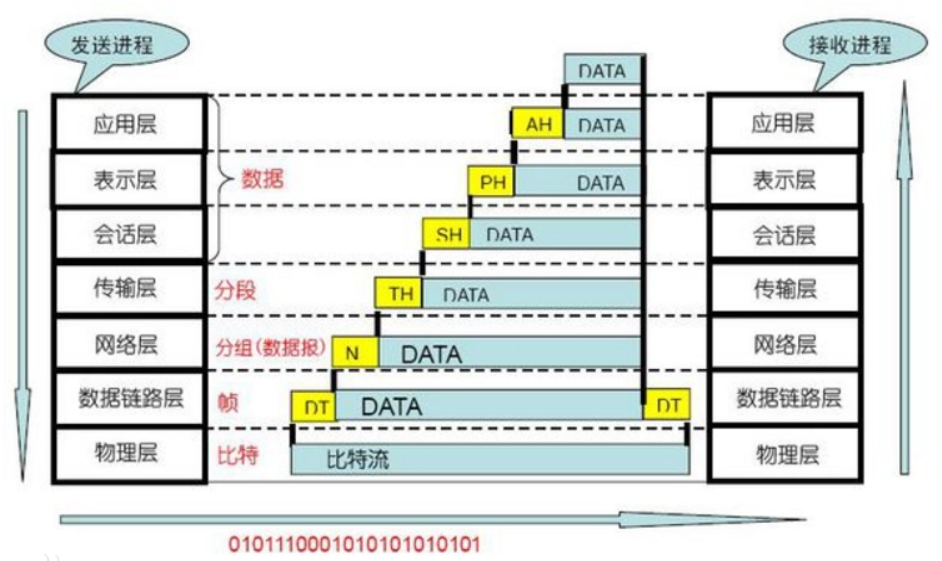 发送进程
接收进程
DATA
应用层
AH
DATA
应用层
表示层
数据
PH
DATA
表示层
会话层
SH
DATA
会话层
传输层
分段
TH
DATA
传输层
网络层
分组(数据报)
N
DATA
网络层
数据链路层
帧
DT
DATA
DT
数据链路层
物理层
比特
比特流
物理层
0101110001010101010101